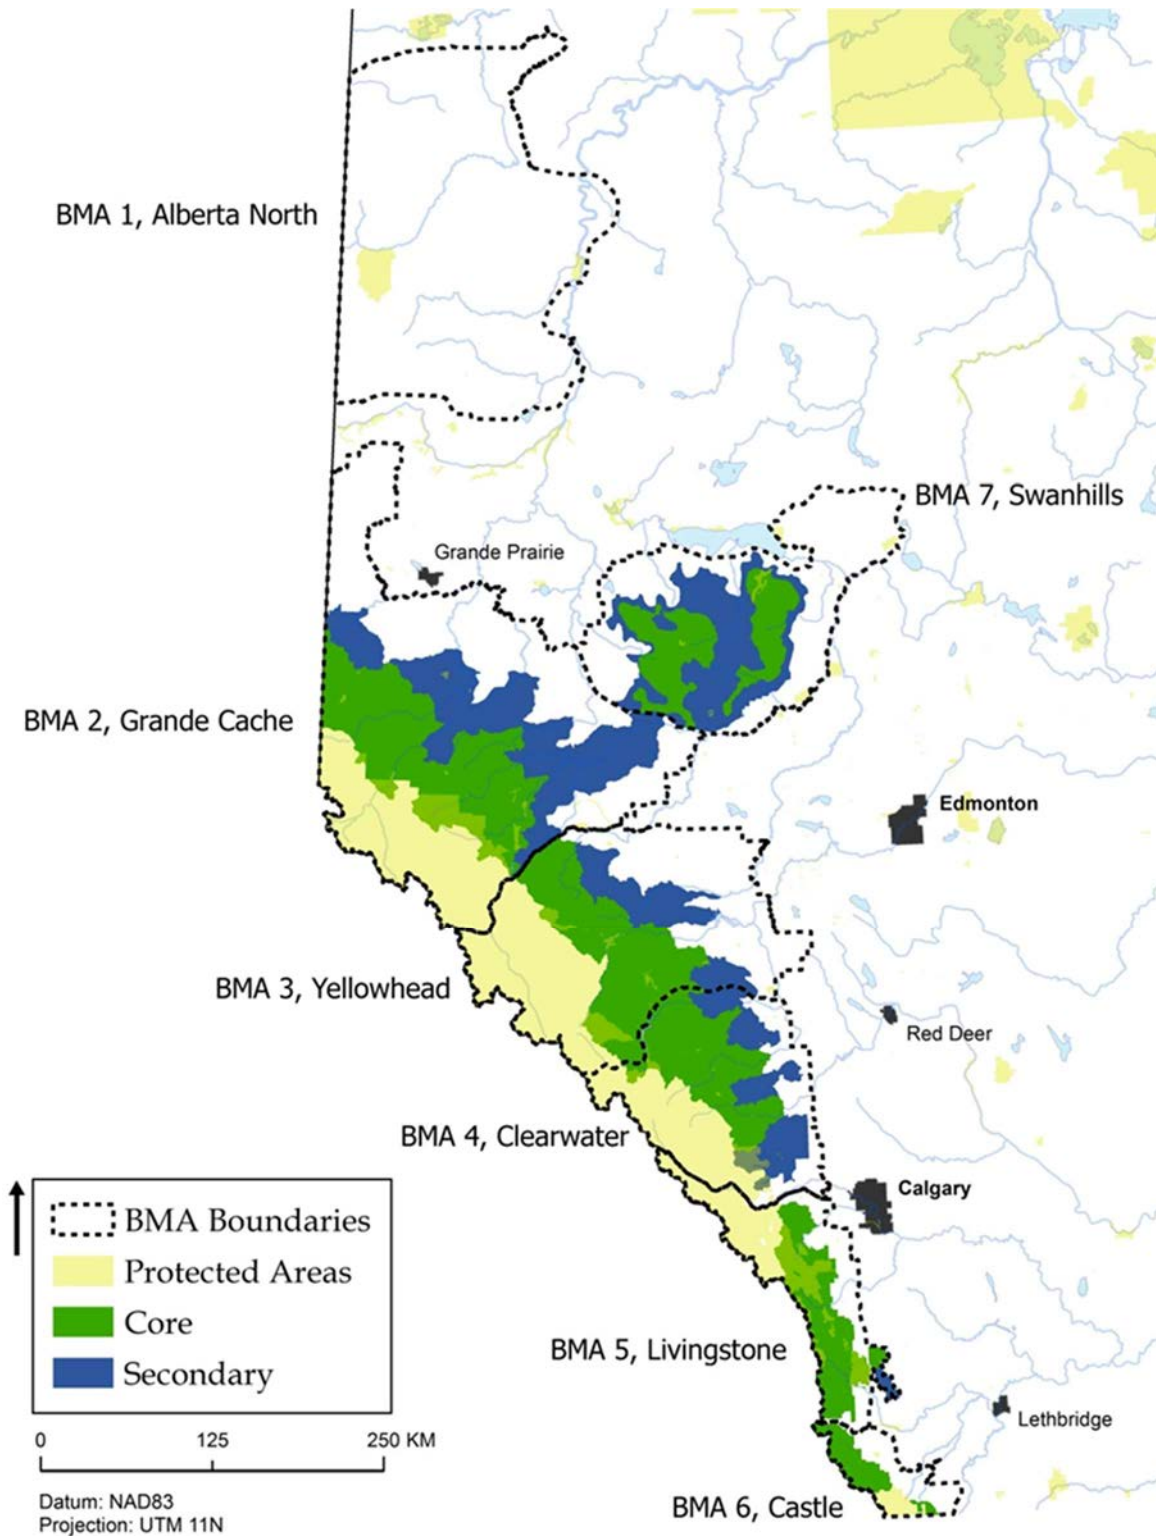 BMA 1, Alberta North
BMA 7, Swanhills
Grande Prairie
BMA 2, Grande Cache
Edmonton
BMA 3, Yellowhead
Red Deer
BMA 4, Clearwater
Calgary
BMA Boundaries
Protected Areas
Core
Secondary
BMA 5, Livingstone
Lethbridge
0 125 250 KM
BMA 6, Castle
Datum: NAD83
Projection: UTM 11N